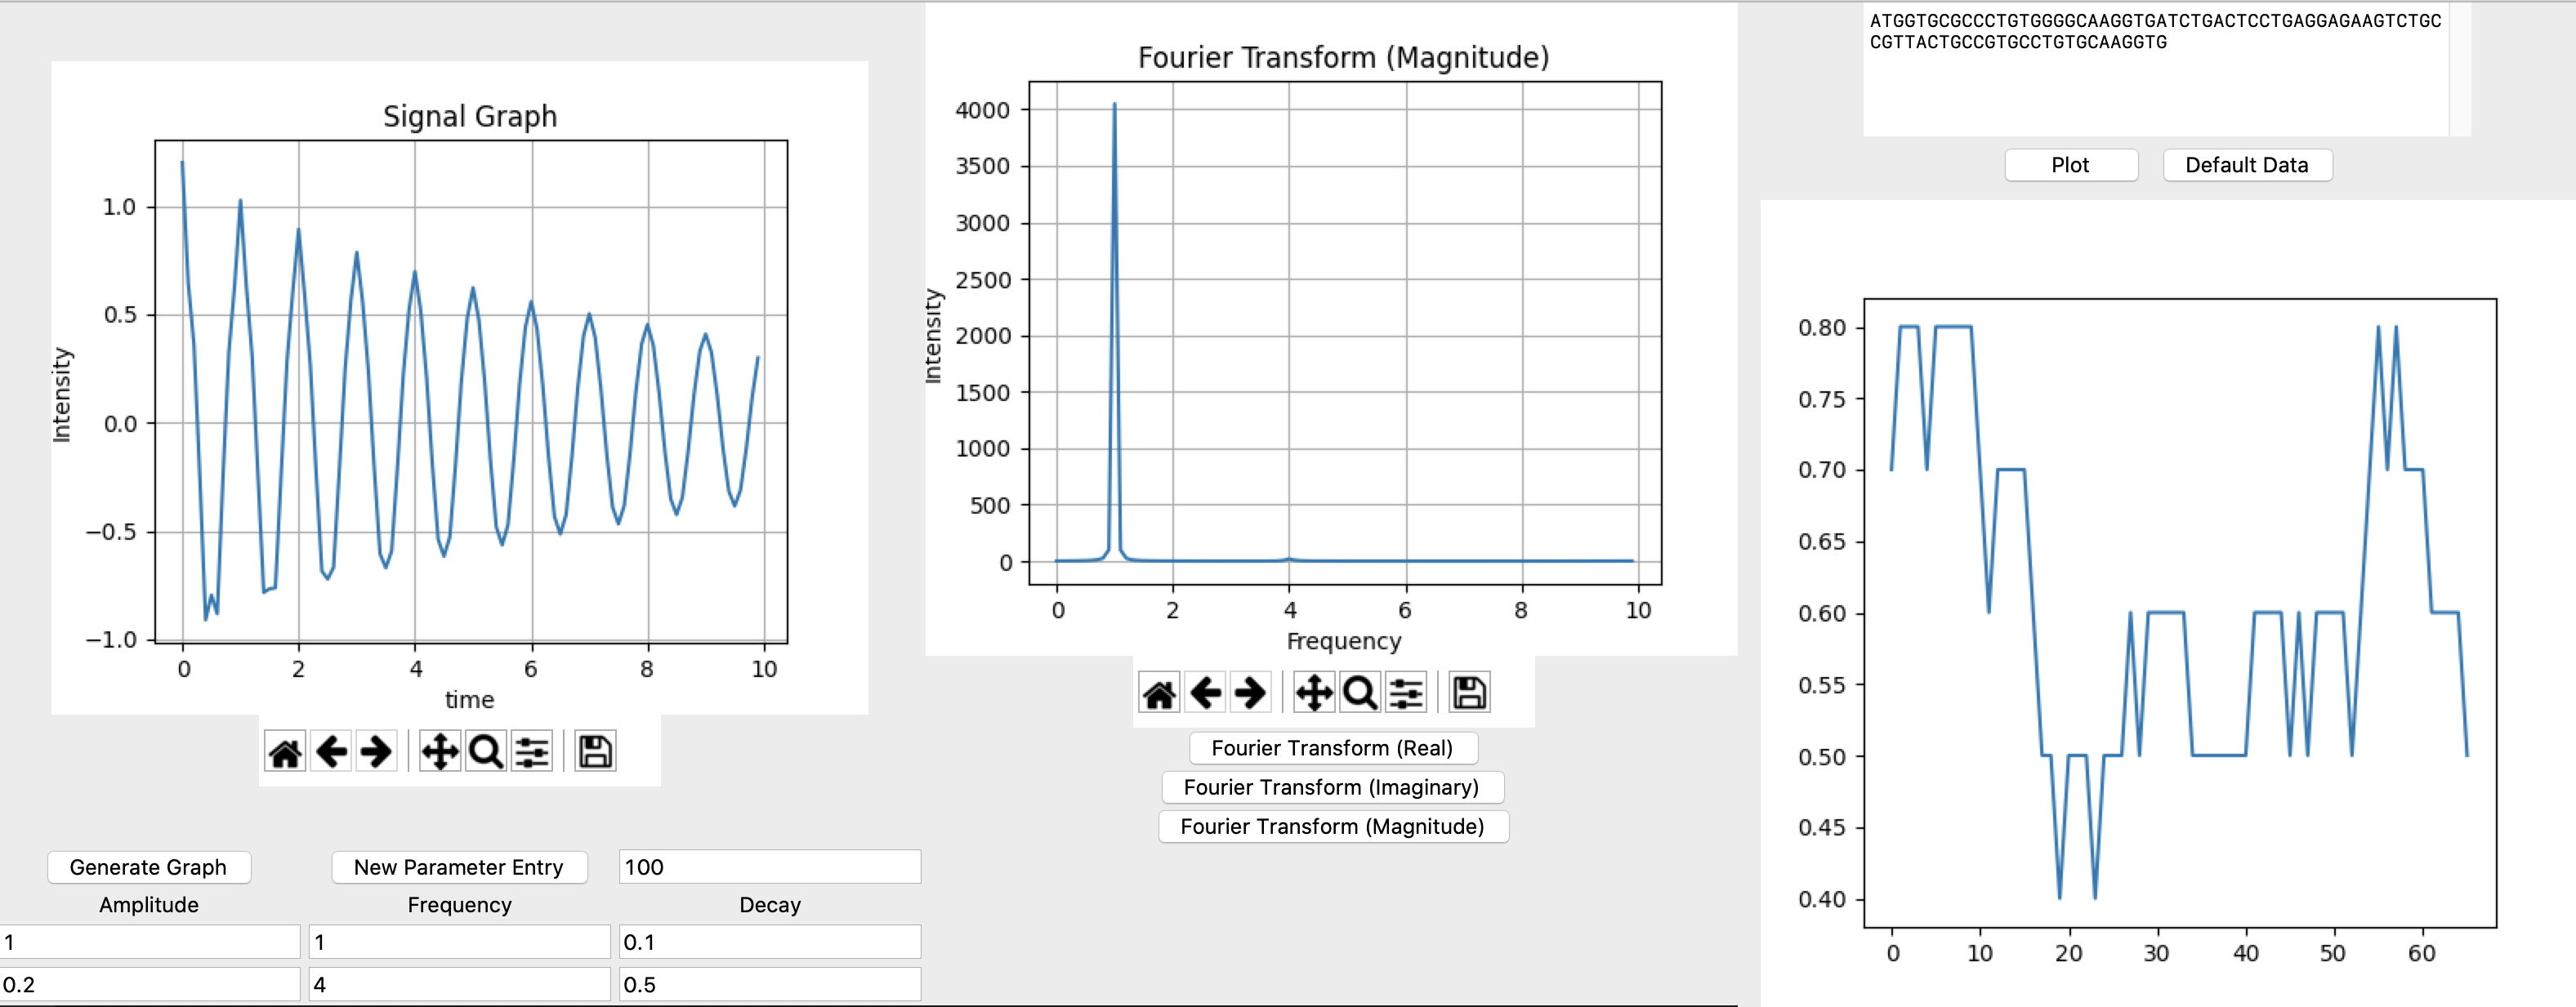 Signal Graph
1.0
0.5
0.0
−0.5
−1.0
Intensity
0 2 4 6 8 10
time
Generate Graph New Parameter Entry 100
Amplitude Frequency Decay
1 1 0.1
0.2 4 0.5
Fourier Transform (Magnitude)
4000
3500
3000
2500
2000
1500
1000
500
0
Intensity
0 2 4 6 8 10
Frequency
Fourier Transform (Real)
Fourier Transform (Imaginary)
Fourier Transform (Magnitude)
ATGGTGCGCCCTGTGGGGCAAGGTGATCTGACTCCTGAGGAGAAGTCTGC
CGTTACTGCCGTGCCTGTGCAAGGTG
Plot Default Data
0.80
0.75
0.70
0.65
0.60
0.55
0.50
0.45
0.40
0 10 20 30 40 50 60